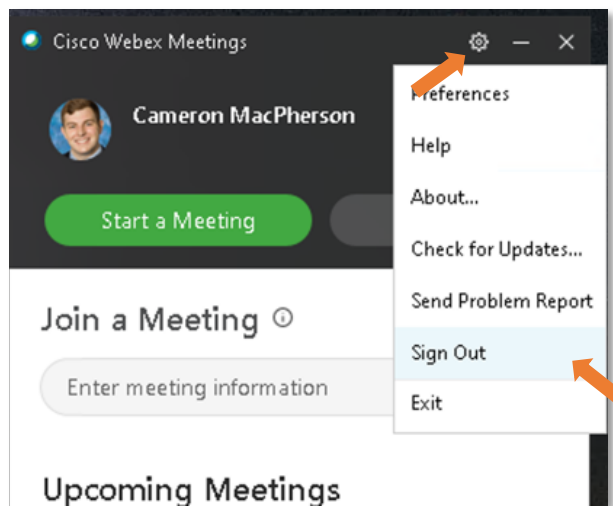 Cisco Webex Meetings
Cameron MacPherson
Start a Meeting
Join a Meeting
Enter meeting information
Upcoming Meetings
Preferences
Help
About...
Check for Updates...
Send Problem Report
Sign Out
Exit